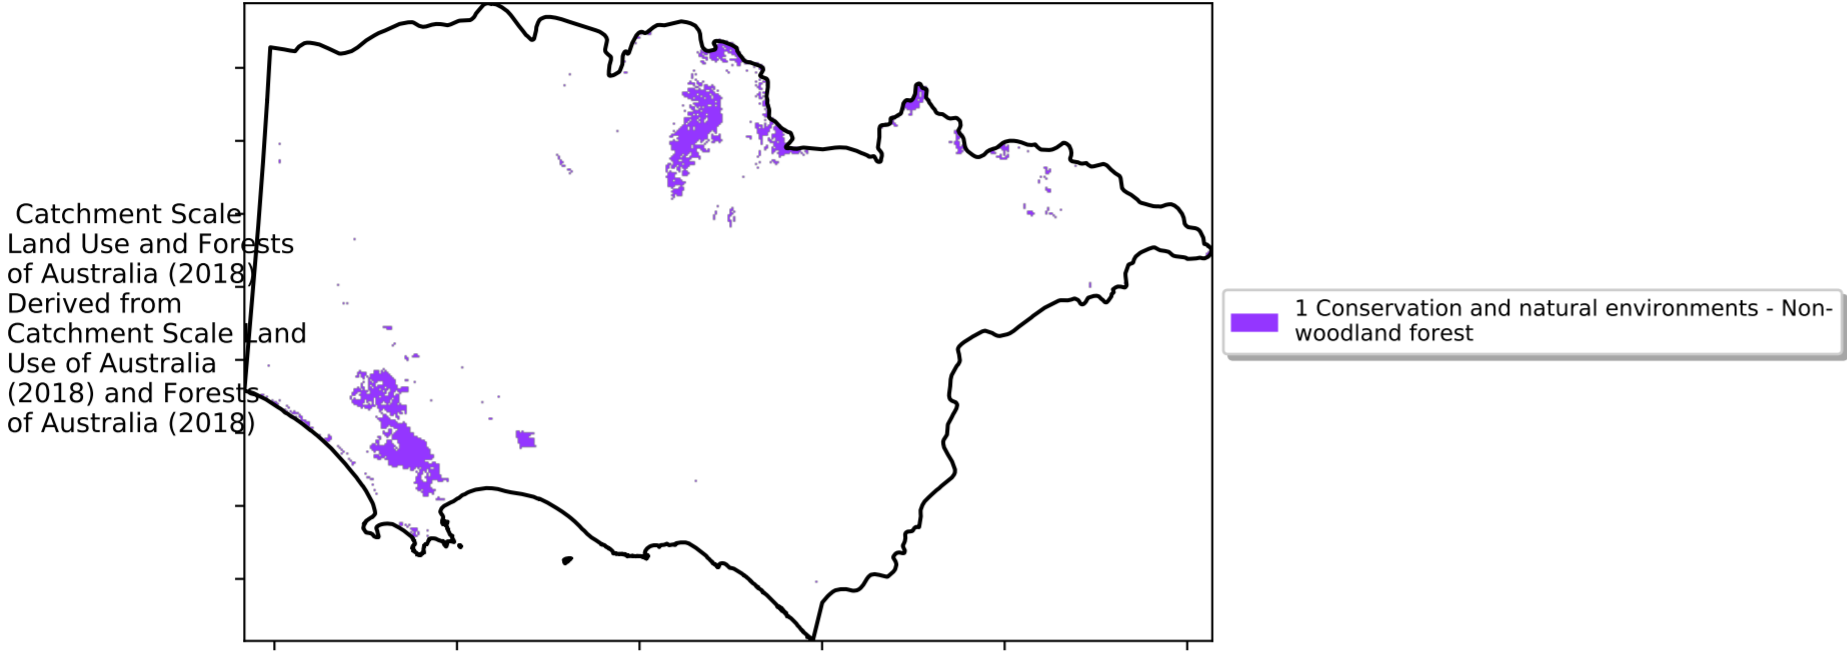 Catchment Scale
Land Use and Forests
of Australia (2018)
Derived from
Catchment Scale Land
Use of Australia
(2018) and Forests
of Australia (2018)
1 Conservation and natural environments - Non-
woodland forest